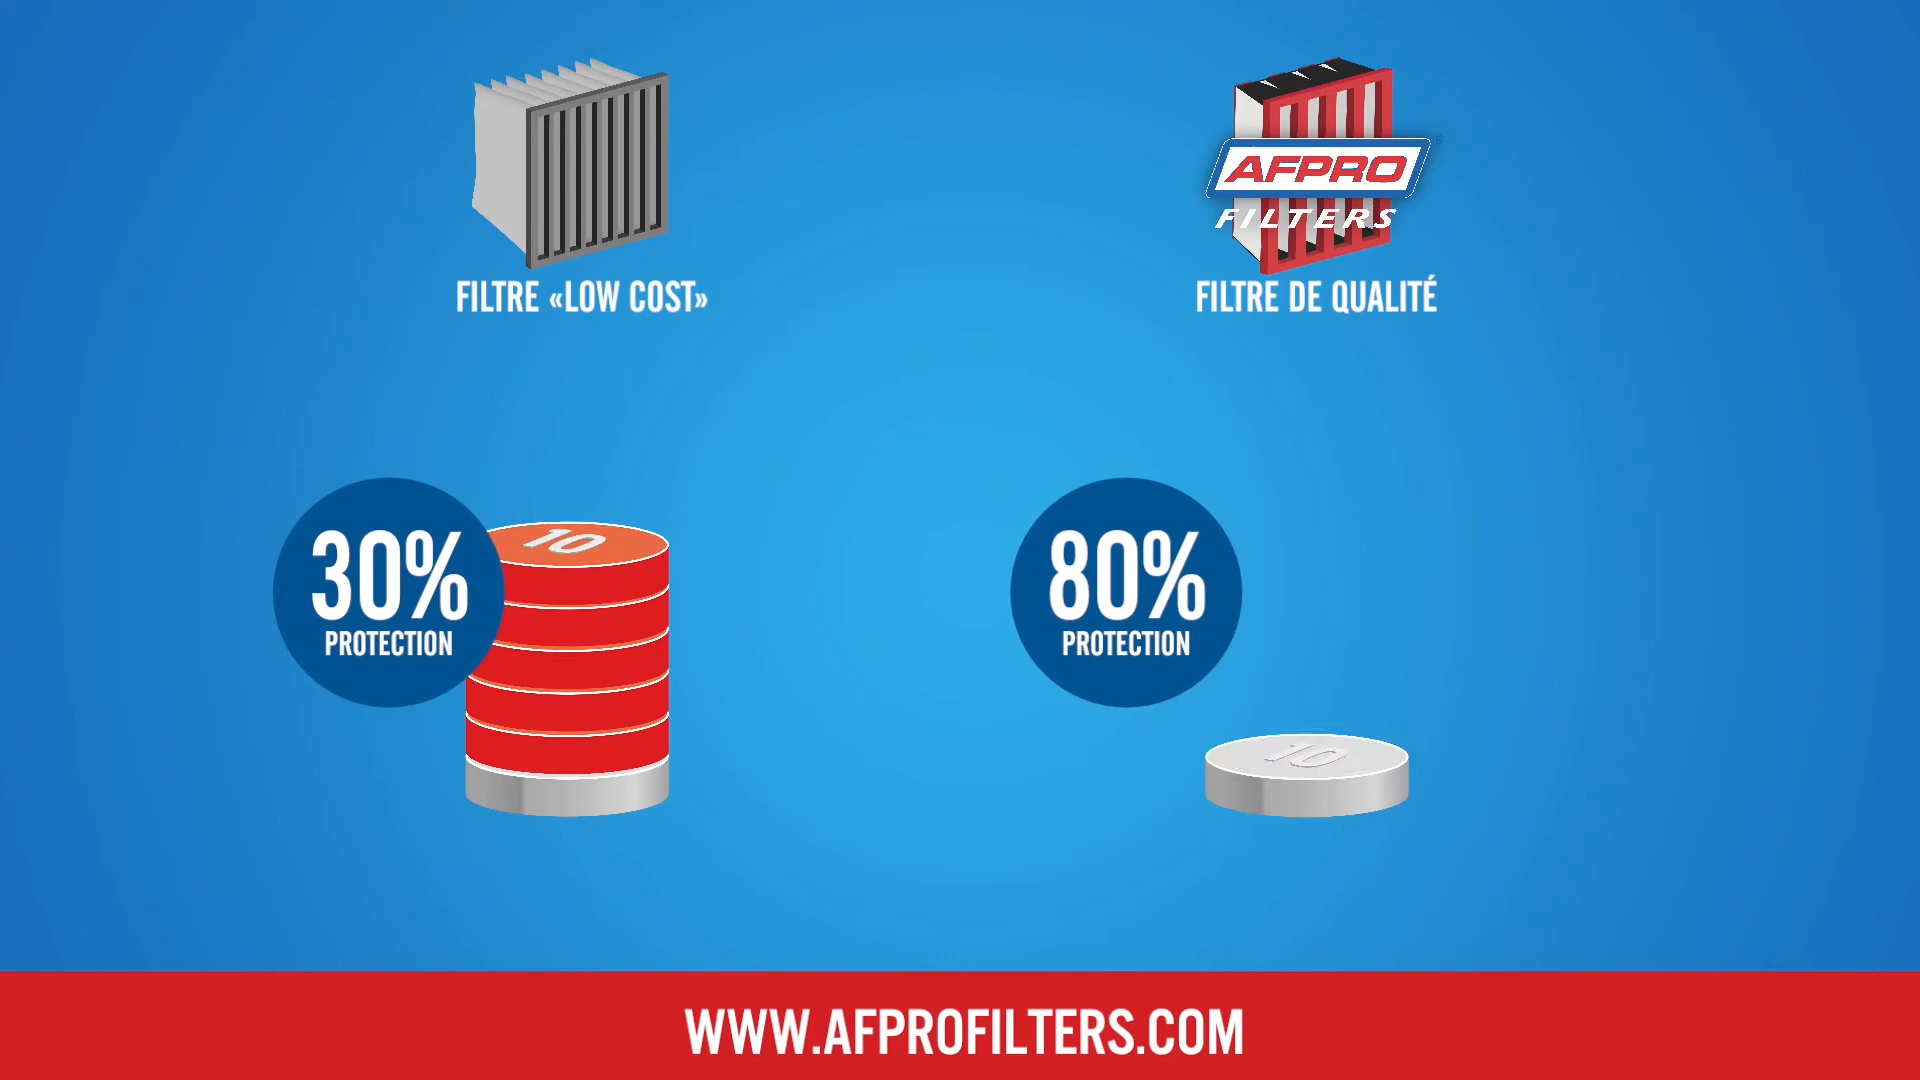 AFPRO
FILTERS
FILTRE «LOW COST»
FILTRE DE QUALITÉ
30%
PROTECTION
10
80%
PROTECTION
10
WWW.AFPROFILTERS.COM